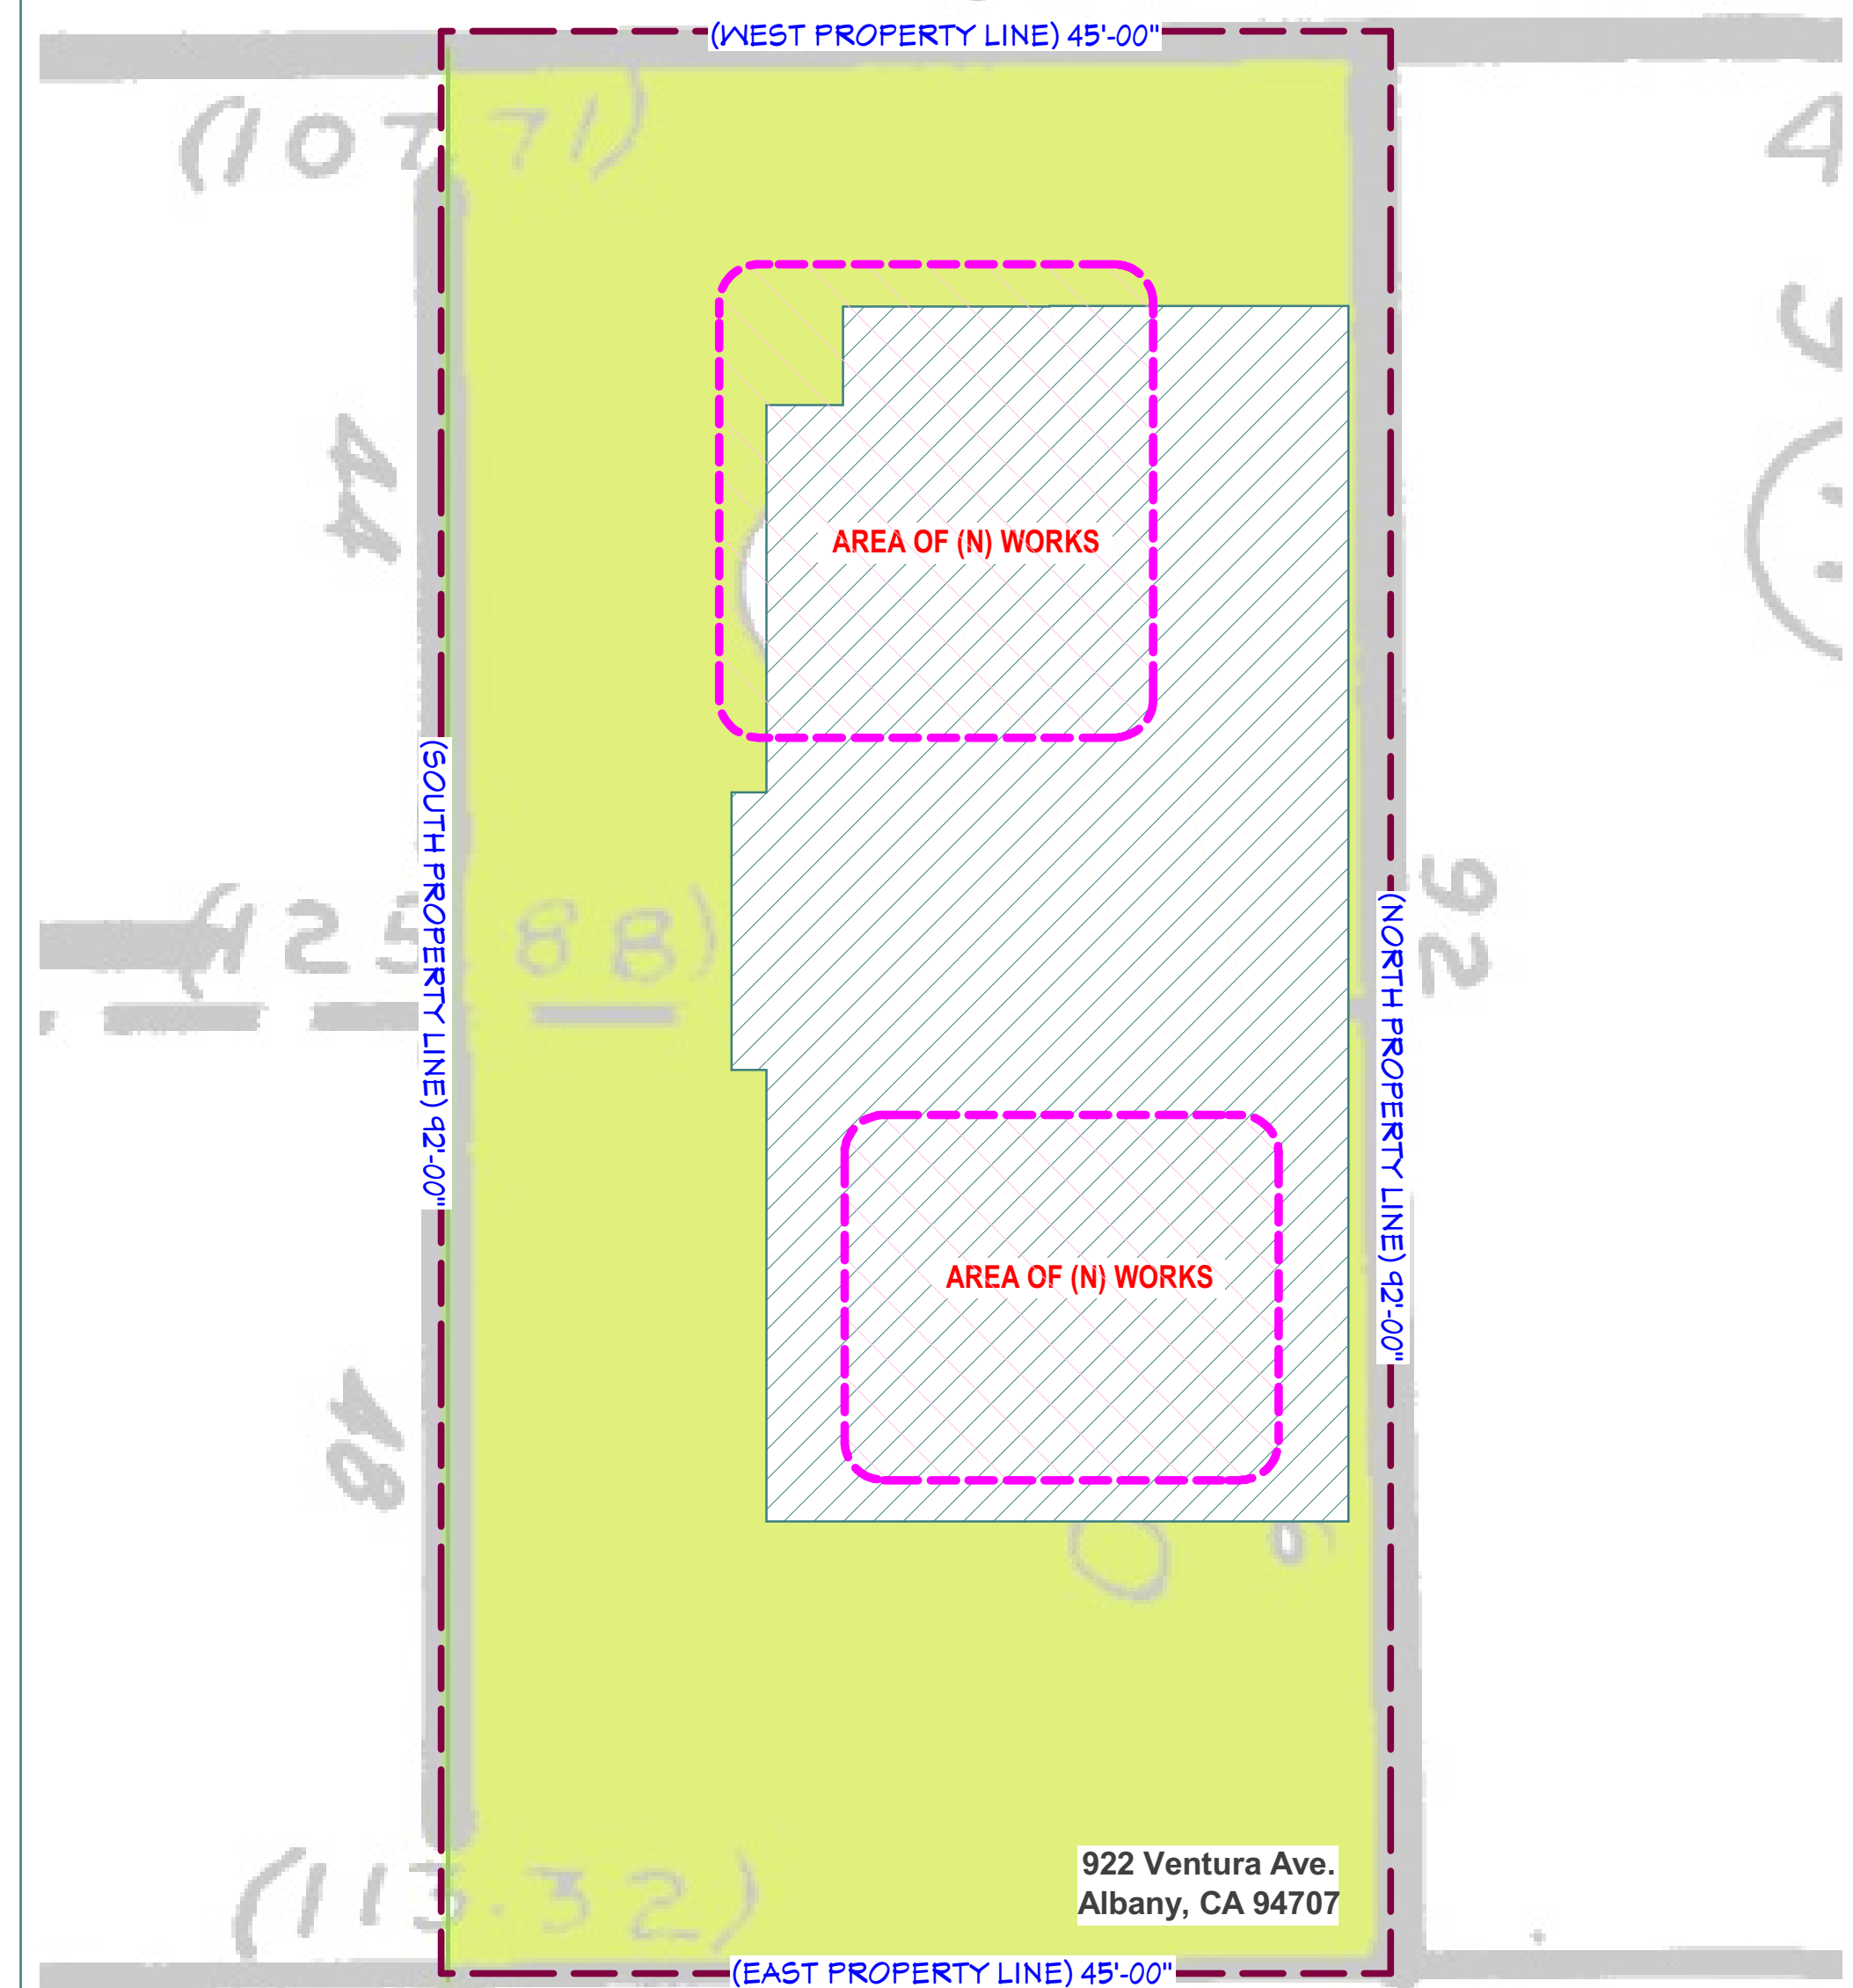 (WEST PROPERTY LINE) 45'-00"
(107.71)
44
AREA OF (N) WORKS
(SOUTH PROPERTY LINE) 92'-00"
(425.88)
92
(NORTH PROPERTY LINE) 92'-00"
AREA OF (N) WORKS
48
922 Ventura Ave.
Albany, CA 94707
(113.32)
(EAST PROPERTY LINE) 45'-00"